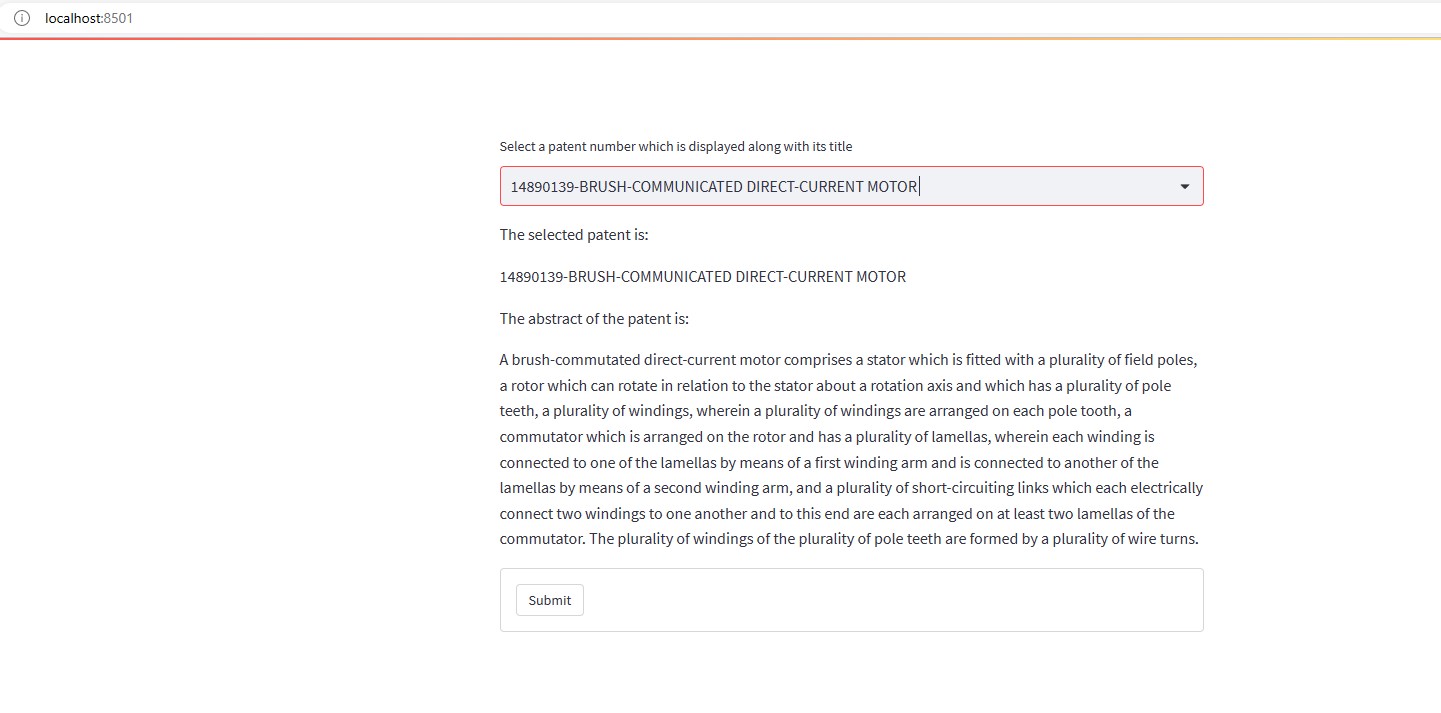 localhost:8501
Select a patent number which is displayed along with its title
14890139-BRUSH-COMMUNICATED DIRECT-CURRENT MOTOR
The selected patent is:
14890139-BRUSH-COMMUNICATED DIRECT-CURRENT MOTOR
The abstract of the patent is:
A brush-commutated direct-current motor comprises a stator which is fitted with a plurality of field poles,
a rotor which can rotate in relation to the stator about a rotation axis and which has a plurality of pole
teeth, a plurality of windings, wherein a plurality of windings are arranged on each pole tooth, a
commutator which is arranged on the rotor and has a plurality of lamellas, wherein each winding is
connected to one of the lamellas by means of a first winding arm and is connected to another of the
lamellas by means of a second winding arm, and a plurality of short-circuiting links which each electrically
connect two windings to one another and to this end are each arranged on at least two lamellas of the
commutator. The plurality of windings of the plurality of pole teeth are formed by a plurality of wire turns.
Submit